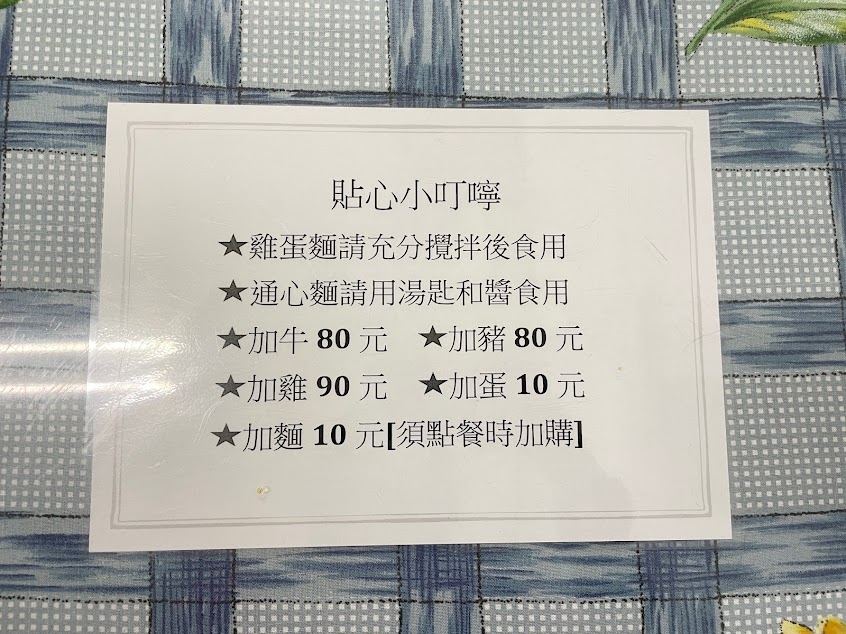 貼心小叮嚀
★雞蛋麵請充分攪拌後食用
★通心麵請用湯匙和醬食用
★加牛 80 元 ★加豬 80 元
★加雞 90 元 ★加蛋 10 元
★加麵 10 元[須點餐時加購]